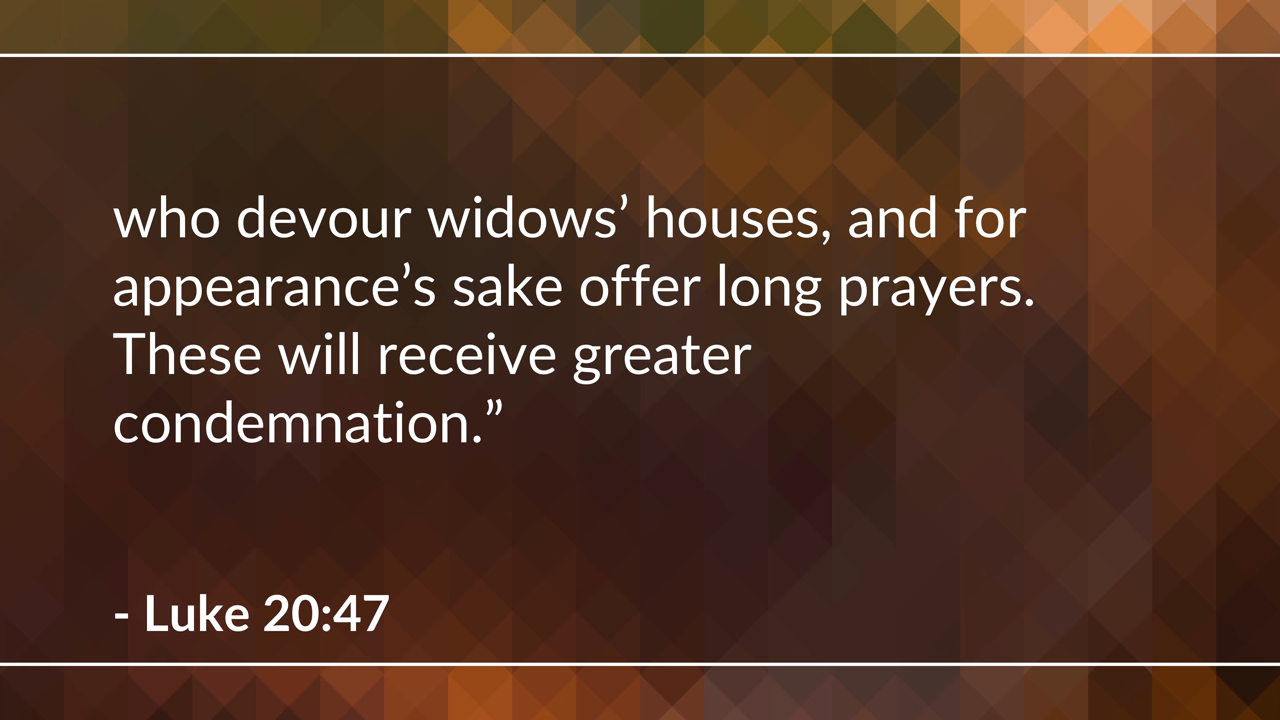 who devour widows’ houses, and for
appearance’s sake offer long prayers.
These will receive greater
condemnation.”
- Luke 20:47